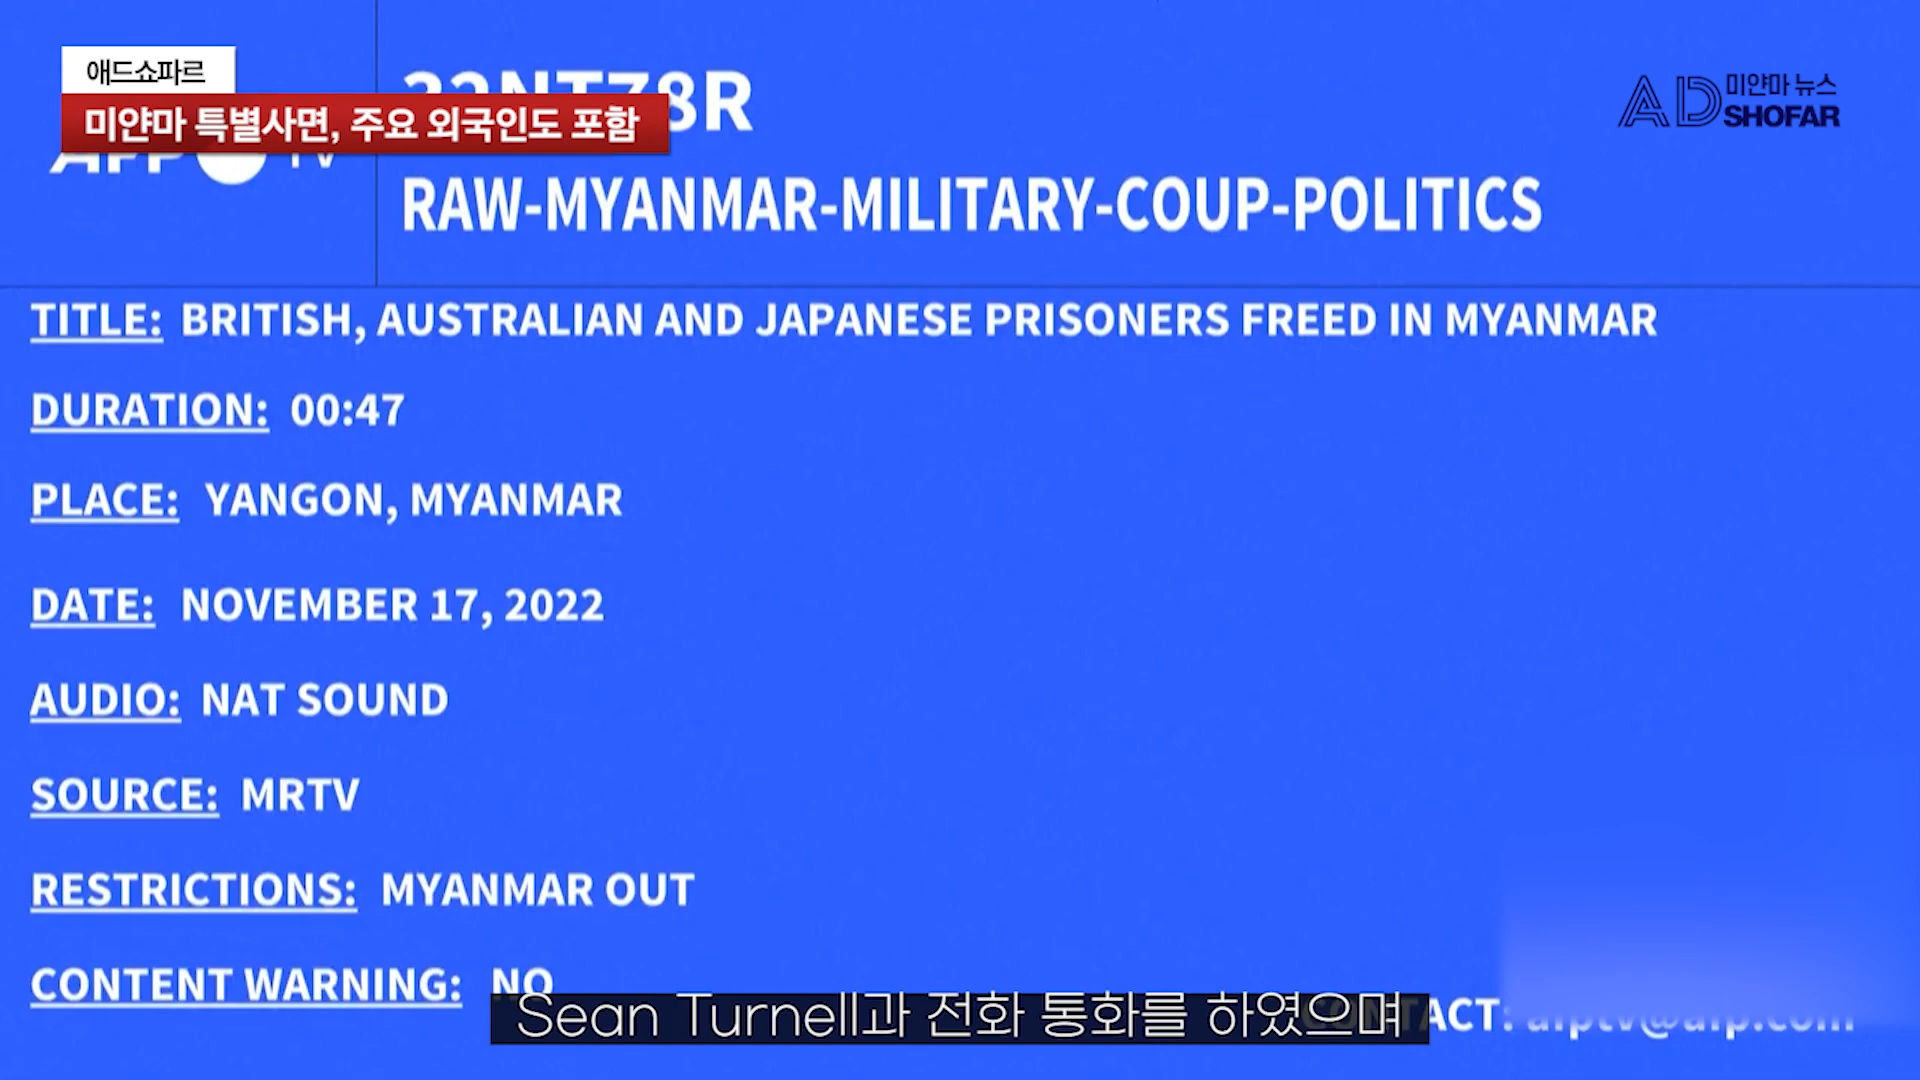 애드쇼파르
미얀마 특별사면, 주요 외국인도 포함
미얀마 뉴스
AD SHOFAR
TV
RAW-MYANMAR-MILITARY-COUP-POLITICS
TITLE: BRITISH, AUSTRALIAN AND JAPANESE PRISONERS FREED IN MYANMAR
DURATION: 00:47
PLACE: YANGON, MYANMAR
DATE: NOVEMBER 17, 2022
AUDIO: NAT SOUND
SOURCE: MRTV
RESTRICTIONS: MYANMAR OUT
CONTENT WARNING: NO
Sean Turnell과 전화 통화를 하였으며